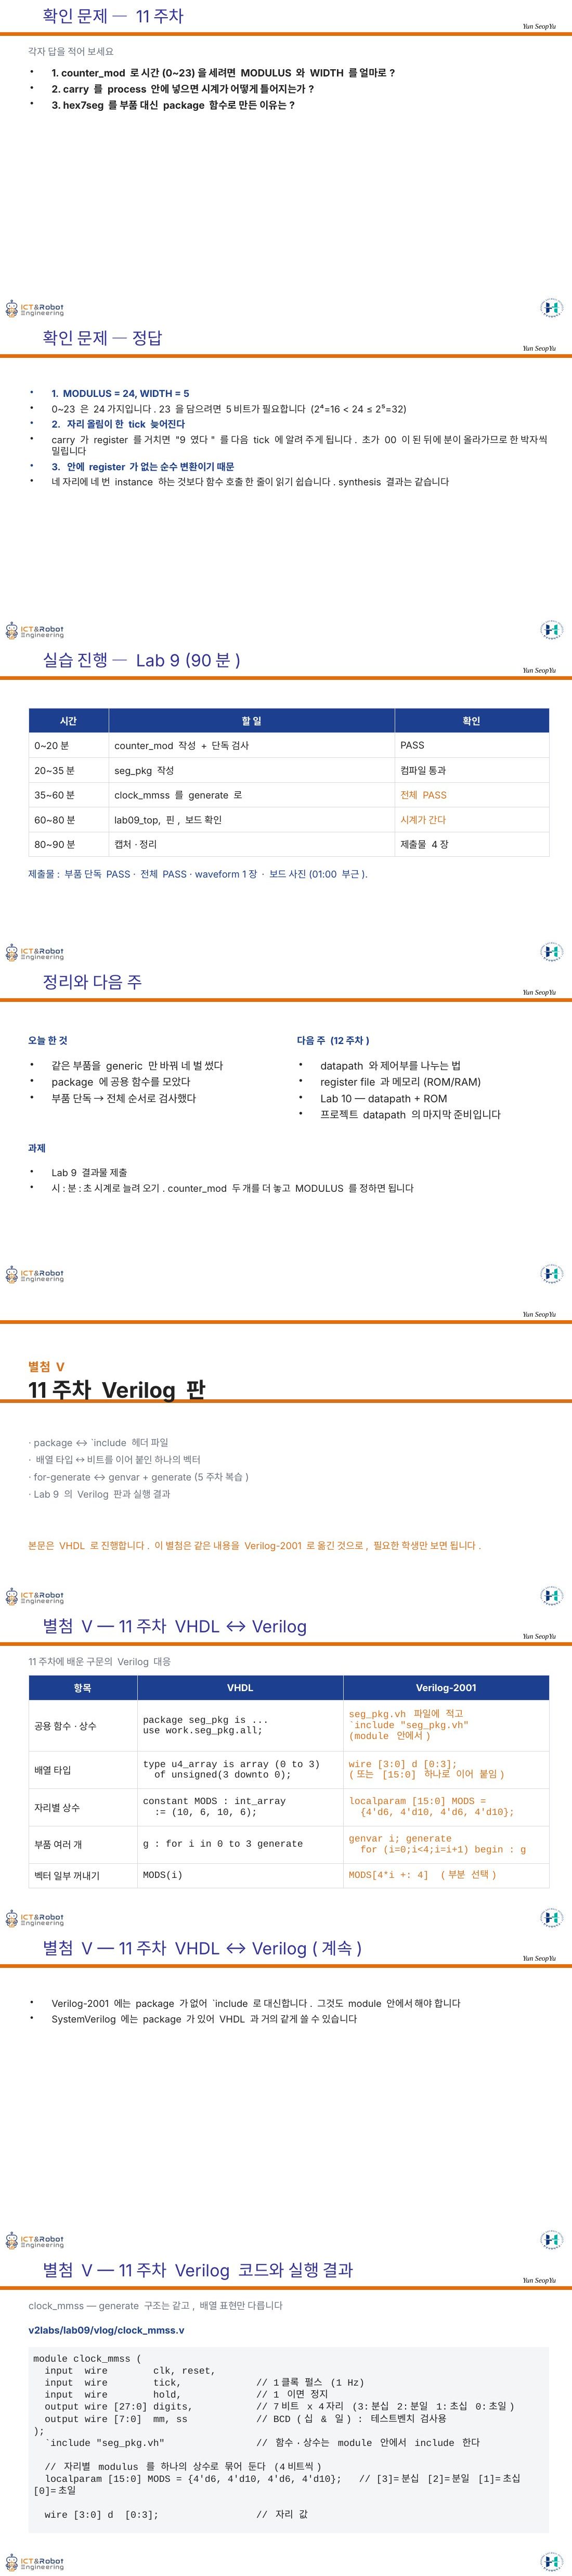 확인 문제 — 11 주차
Yun SeopYu
각자 답을 적어 보세요
• 1. counter_mod 로 시간 (0~23) 을 세려면 MODULUS 와 WIDTH 를 얼마로 ?
• 2. carry 를 process 안에 넣으면 시계가 어떻게 틀어지는가 ?
• 3. hex7seg 를 부품 대신 package 함수로 만든 이유는 ?
ICT&Robot
Engineering
확인 문제 — 정답
Yun SeopYu
• 1. MODULUS = 24, WIDTH = 5
• 0~23 은 24 가지입니다 . 23 을 담으려면 5 비트가 필요합니다 (2⁴=16 < 24 ≤ 2⁵=32)
• 2. 자리 올림이 한 tick 늦어진다
• carry 가 register 를 거치면 "9 였다 " 를 다음 tick 에 알려 주게 됩니다 . 초가 00 이 된 뒤에 분이 올라가므로 한 박자씩
밀립니다
• 3. 안에 register 가 없는 순수 변환이기 때문
• 네 자리에 네 번 instance 하는 것보다 함수 호출 한 줄이 읽기 쉽습니다 . synthesis 결과는 같습니다
ICT&Robot
Engineering
실습 진행 — Lab 9 (90 분 )
Yun SeopYu
시간 할 일 확인
0~20 분 counter_mod 작성 + 단독 검사 PASS
20~35 분 seg_pkg 작성 컴파일 통과
35~60 분 clock_mmss 를 generate 로 전체 PASS
60~80 분 lab09_top, 핀 , 보드 확인 시계가 간다
80~90 분 캡처 · 정리 제출물 4 장
제출물 : 부품 단독 PASS · 전체 PASS · waveform 1 장 · 보드 사진 (01:00 부근 ).
ICT&Robot
Engineering
정리와 다음 주
Yun SeopYu
오늘 한 것
• 같은 부품을 generic 만 바꿔 네 벌 썼다
• package 에 공용 함수를 모았다
• 부품 단독 → 전체 순서로 검사했다
다음 주 (12 주차 )
• datapath 와 제어부를 나누는 법
• register file 과 메모리 (ROM/RAM)
• Lab 10 — datapath + ROM
• 프로젝트 datapath 의 마지막 준비입니다
과제
• Lab 9 결과물 제출
• 시 : 분 : 초 시계로 늘려 오기 . counter_mod 두 개를 더 놓고 MODULUS 를 정하면 됩니다
ICT&Robot
Engineering
Yun SeopYu
별첨 V
11 주차 Verilog 판
· package ↔ `include 헤더 파일
· 배열 타입 ↔ 비트를 이어 붙인 하나의 벡터
· for-generate ↔ genvar + generate (5 주차 복습 )
· Lab 9 의 Verilog 판과 실행 결과
본문은 VHDL 로 진행합니다 . 이 별첨은 같은 내용을 Verilog-2001 로 옮긴 것으로 , 필요한 학생만 보면 됩니다 .
ICT&Robot
Engineering
별첨 V — 11 주차 VHDL ↔ Verilog
Yun SeopYu
11 주차에 배운 구문의 Verilog 대응
항목 VHDL Verilog-2001
공용 함수 · 상수
package seg_pkg is ...
use work.seg_pkg.all;
seg_pkg.vh 파일에 적고
`include "seg_pkg.vh"
(module 안에서 )
배열 타입
type u4_array is array (0 to 3)
of unsigned(3 downto 0);
wire [3:0] d [0:3];
( 또는 [15:0] 하나로 이어 붙임 )
자리별 상수
constant MODS : int_array
:= (10, 6, 10, 6);
localparam [15:0] MODS =
{4'd6, 4'd10, 4'd6, 4'd10};
부품 여러 개
g : for i in 0 to 3 generate
genvar i; generate
for (i=0;i<4;i=i+1) begin : g
벡터 일부 꺼내기 MODS(i) MODS[4*i +: 4] ( 부분 선택 )
ICT&Robot
Engineering
별첨 V — 11 주차 VHDL ↔ Verilog ( 계속 )
Yun SeopYu
• Verilog-2001 에는 package 가 없어 `include 로 대신합니다 . 그것도 module 안에서 해야 합니다
• SystemVerilog 에는 package 가 있어 VHDL 과 거의 같게 쓸 수 있습니다
ICT&Robot
Engineering
별첨 V — 11 주차 Verilog 코드와 실행 결과
Yun SeopYu
clock_mmss — generate 구조는 같고 , 배열 표현만 다릅니다
v2labs/lab09/vlog/clock_mmss.v
module clock_mmss (
input wire clk, reset,
input wire tick, // 1 클록 펄스 (1 Hz)
input wire hold, // 1 이면 정지
output wire [27:0] digits, // 7 비트 x 4 자리 (3: 분십 2: 분일 1: 초십 0: 초일 )
output wire [7:0] mm, ss // BCD ( 십 & 일 ) : 테스트벤치 검사용
);
`include "seg_pkg.vh" // 함수 · 상수는 module 안에서 include 한다
// 자리별 modulus 를 하나의 상수로 묶어 둔다 (4 비트씩 )
localparam [15:0] MODS = {4'd6, 4'd10, 4'd6, 4'd10}; // [3]= 분십 [2]= 분일 [1]= 초십
[0]= 초일
wire [3:0] d [0:3]; // 자리 값
ICT&Robot
Engineering